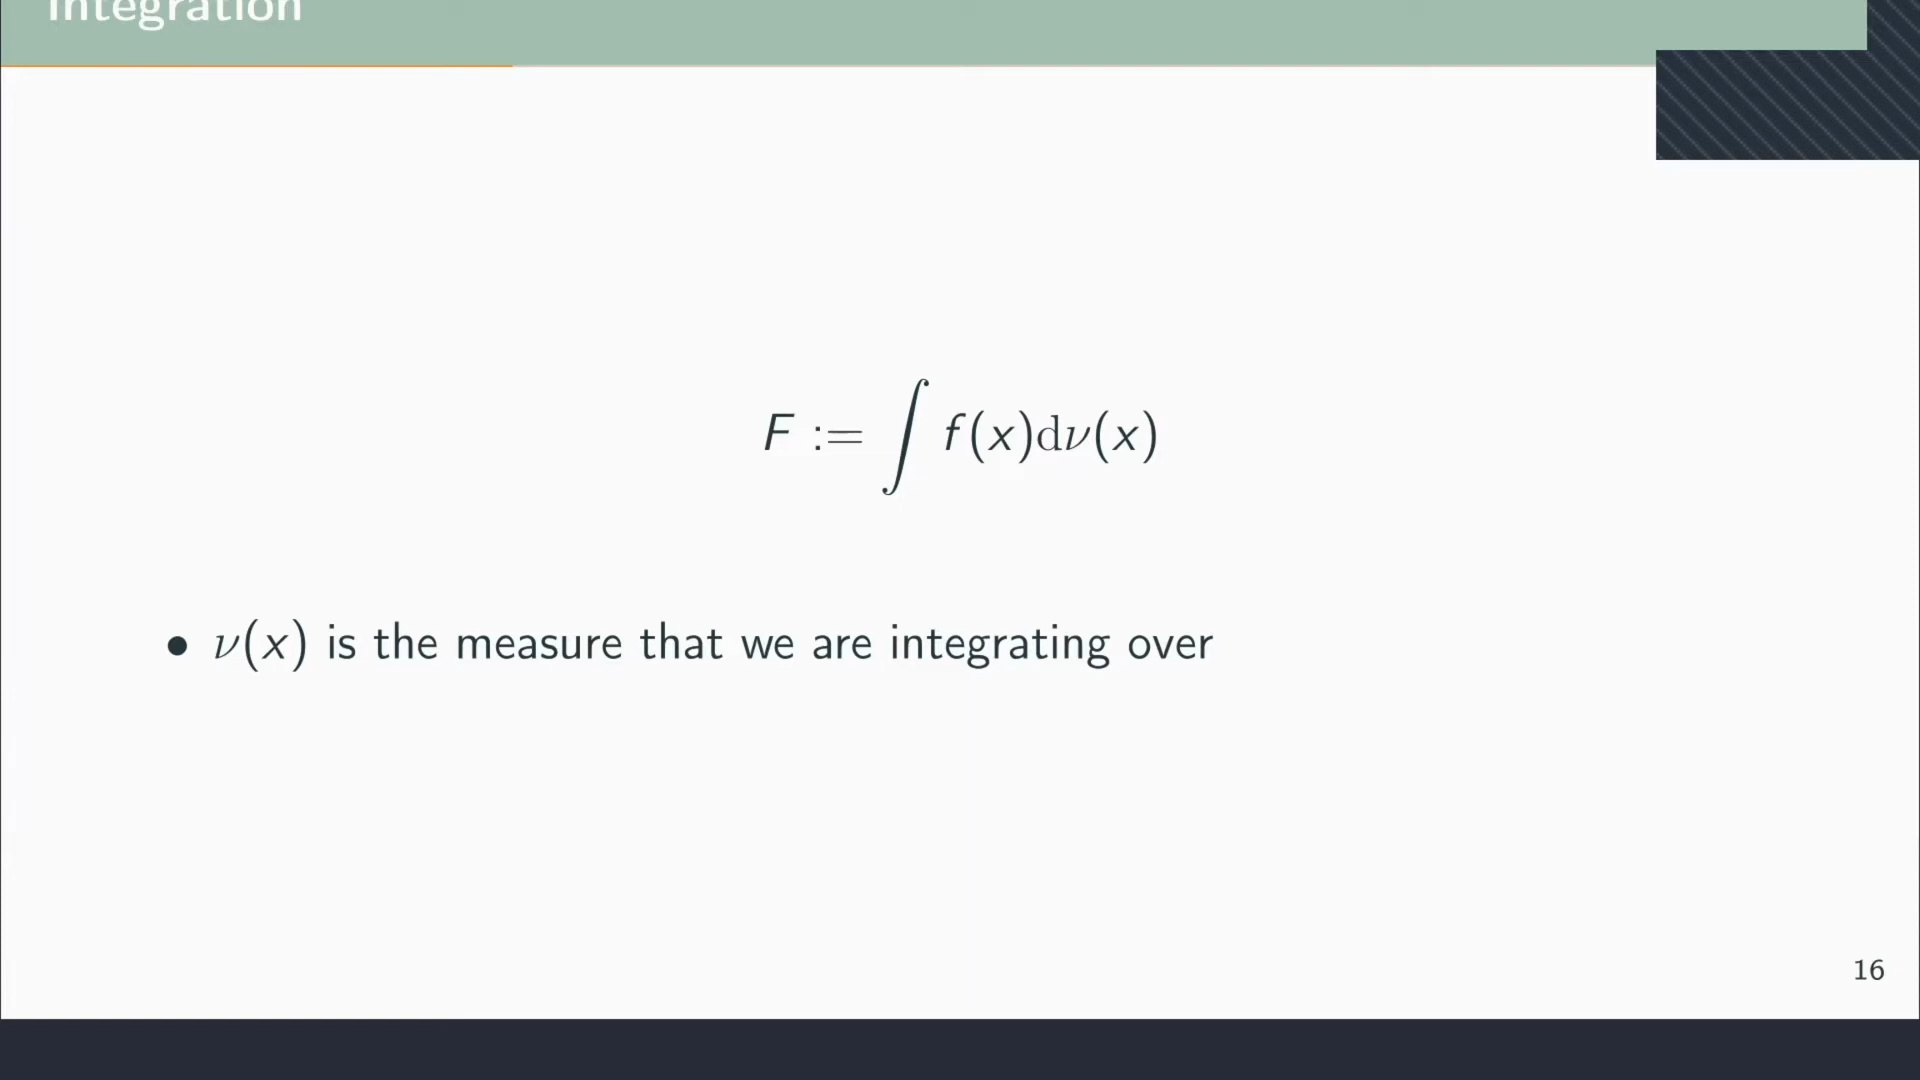 Integration
F := ∫ f(x)dν(x)
• ν(x) is the measure that we are integrating over
16